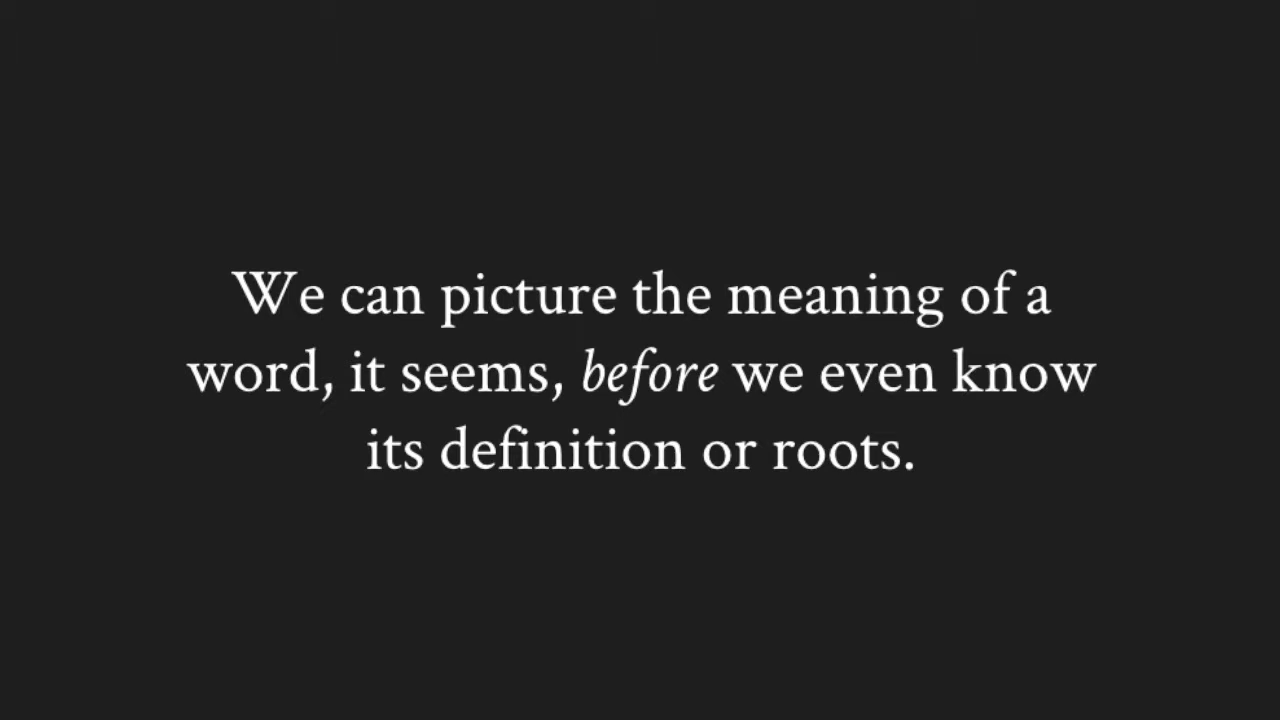 We can picture the meaning of a
word, it seems, before we even know
its definition or roots.